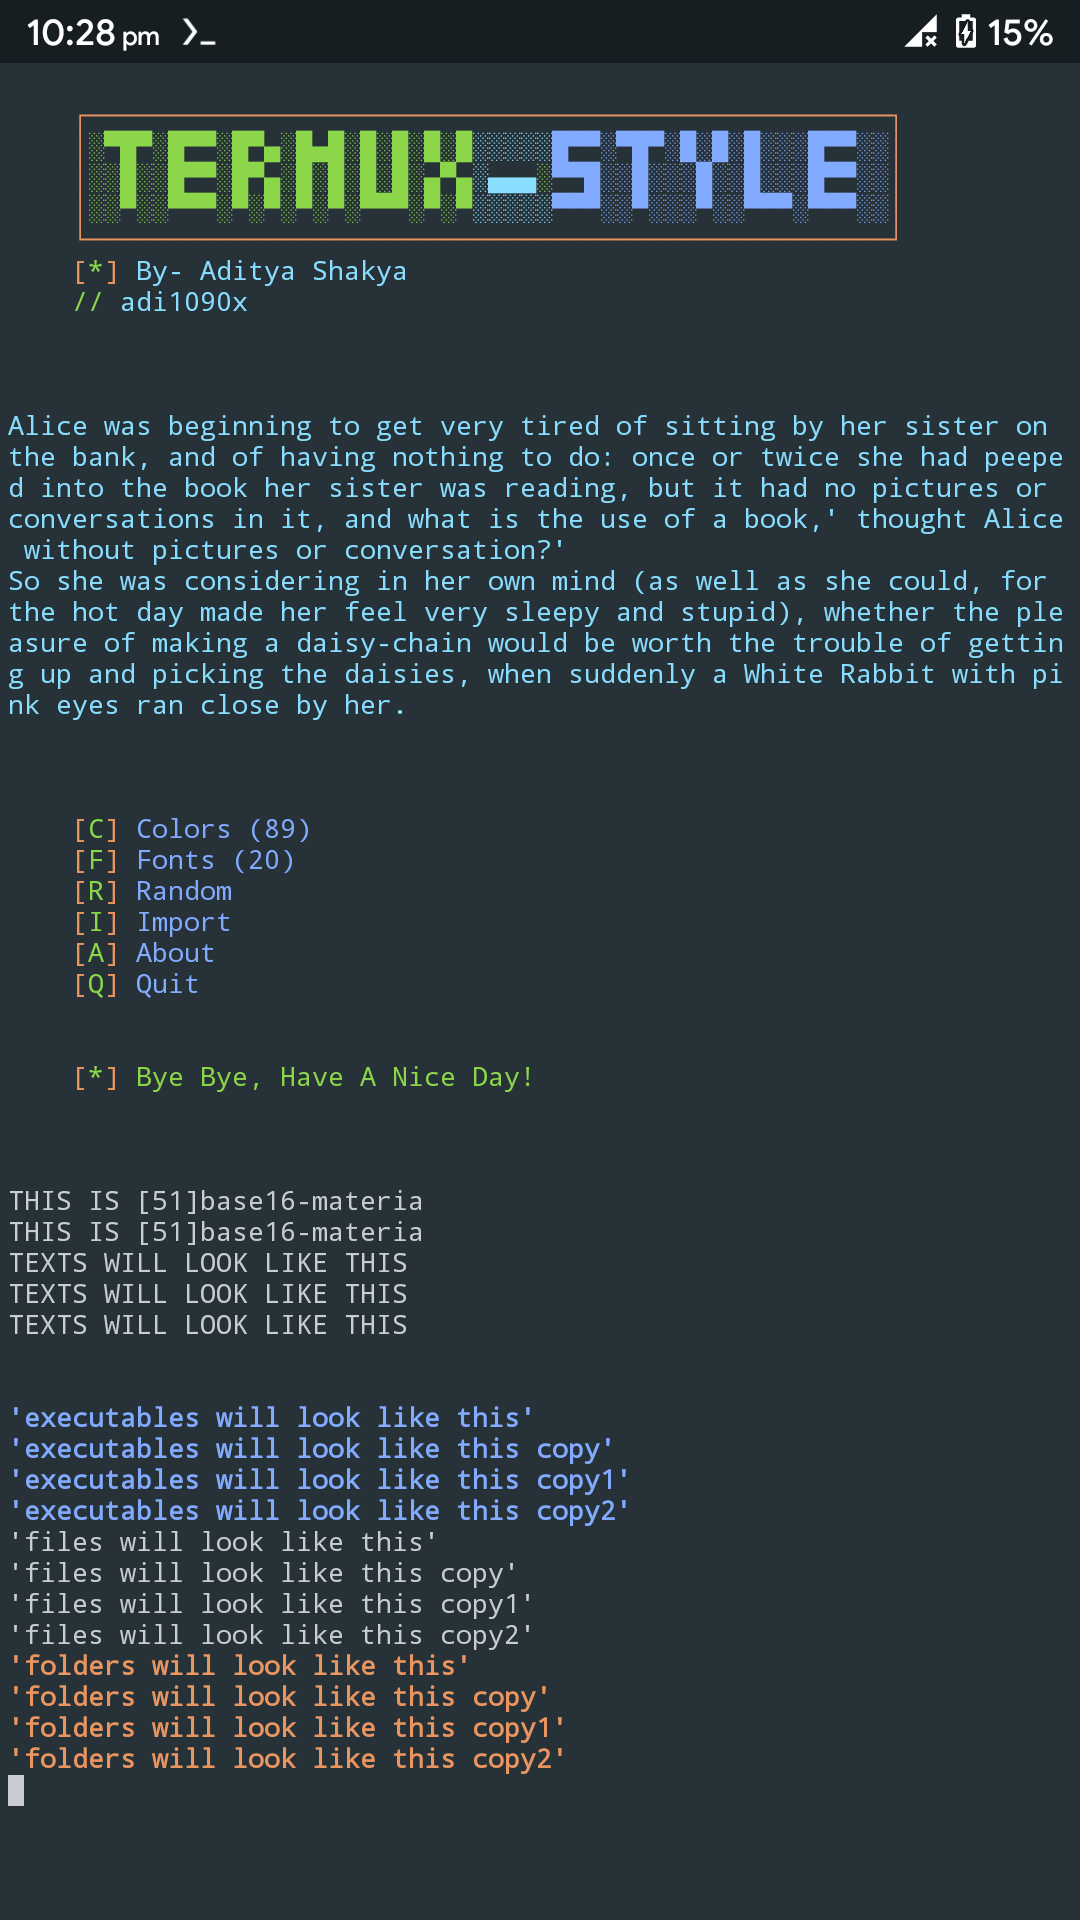 10:28 pm
15%
TERMUX-STYLE
[*] By- Aditya Shakya
// adi1090x
Alice was beginning to get very tired of sitting by her sister on
the bank, and of having nothing to do: once or twice she had peepe
d into the book her sister was reading, but it had no pictures or
conversations in it, and what is the use of a book,' thought Alice
without pictures or conversation?'
So she was considering in her own mind (as well as she could, for
the hot day made her feel very sleepy and stupid), whether the ple
asure of making a daisy-chain would be worth the trouble of gettin
g up and picking the daisies, when suddenly a White Rabbit with pi
nk eyes ran close by her.
[C] Colors (89)
[F] Fonts (20)
[R] Random
[I] Import
[A] About
[Q] Quit
[*] Bye Bye, Have A Nice Day!
THIS IS [51]base16-materia
THIS IS [51]base16-materia
TEXTS WILL LOOK LIKE THIS
TEXTS WILL LOOK LIKE THIS
TEXTS WILL LOOK LIKE THIS
'executables will look like this'
'executables will look like this copy'
'executables will look like this copy1'
'executables will look like this copy2'
'files will look like this'
'files will look like this copy'
'files will look like this copy1'
'files will look like this copy2'
'folders will look like this'
'folders will look like this copy'
'folders will look like this copy1'
'folders will look like this copy2'